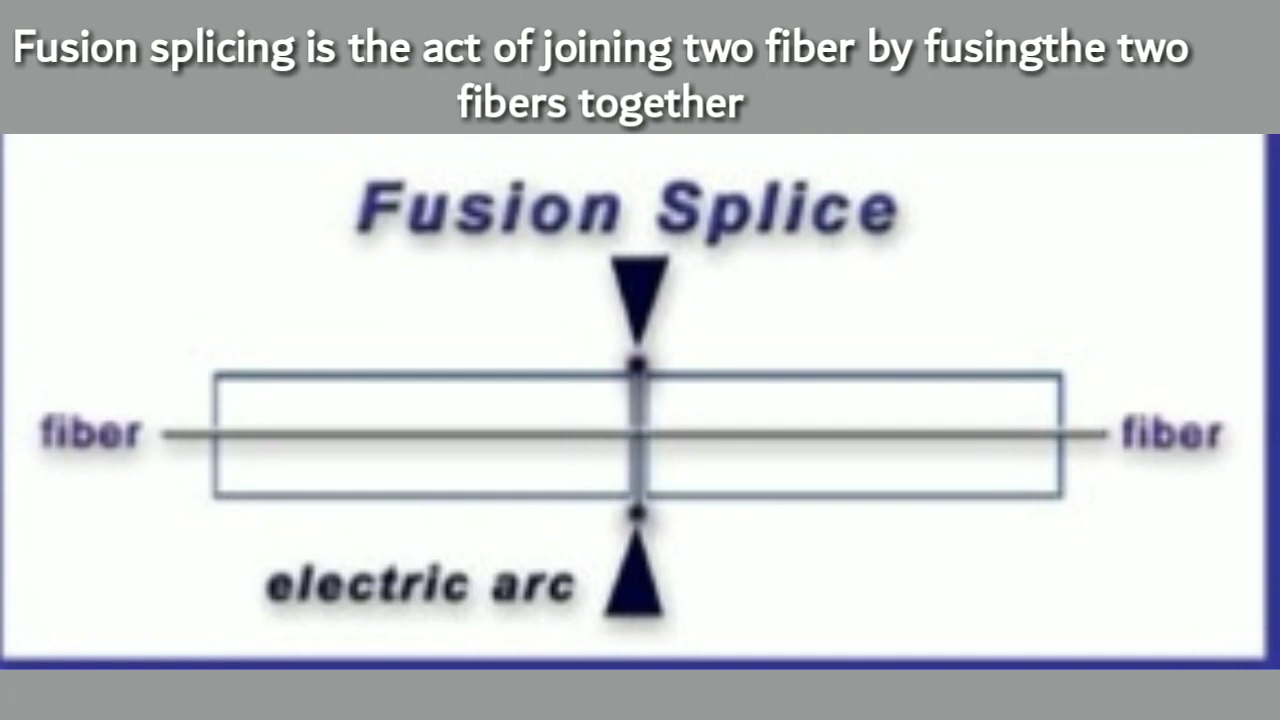 Fusion splicing is the act of joining two fiber by fusingthe two
fibers together
Fusion Splice
fiber
fiber
electric arc